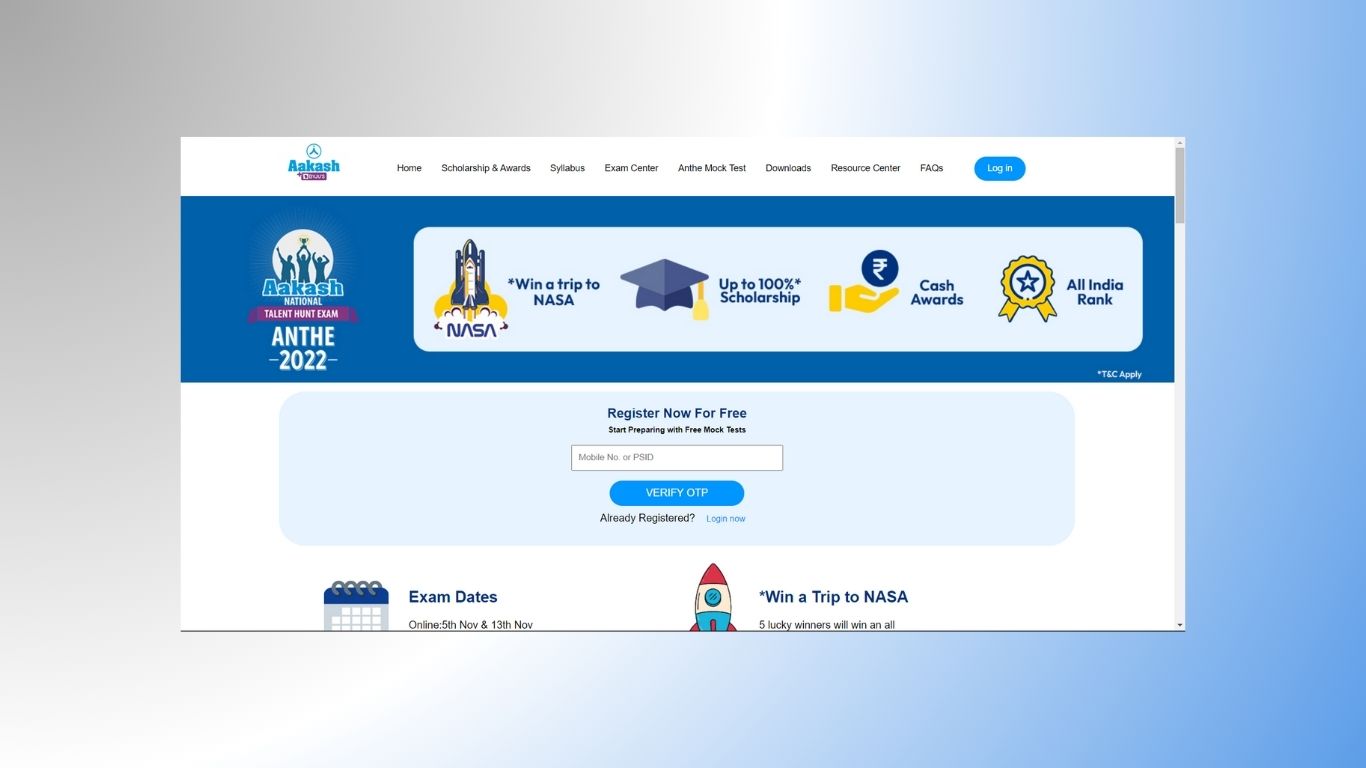 Aakash
BYJU'S
Home Scholarship & Awards Syllabus Exam Center Anthe Mock Test Downloads Resource Center FAQs Log in
Aakash
NATIONAL
TALENT HUNT EXAM
ANTHE
-2022-
NASA
*Win a trip to
NASA
Up to 100%*
Scholarship
₹
Cash
Awards
All India
Rank
*T&C Apply
Register Now For Free
Start Preparing with Free Mock Tests
Mobile No. or PSID
VERIFY OTP
Already Registered? Login now
Exam Dates
Online:5th Nov & 13th Nov
*Win a Trip to NASA
5 lucky winners will win an all